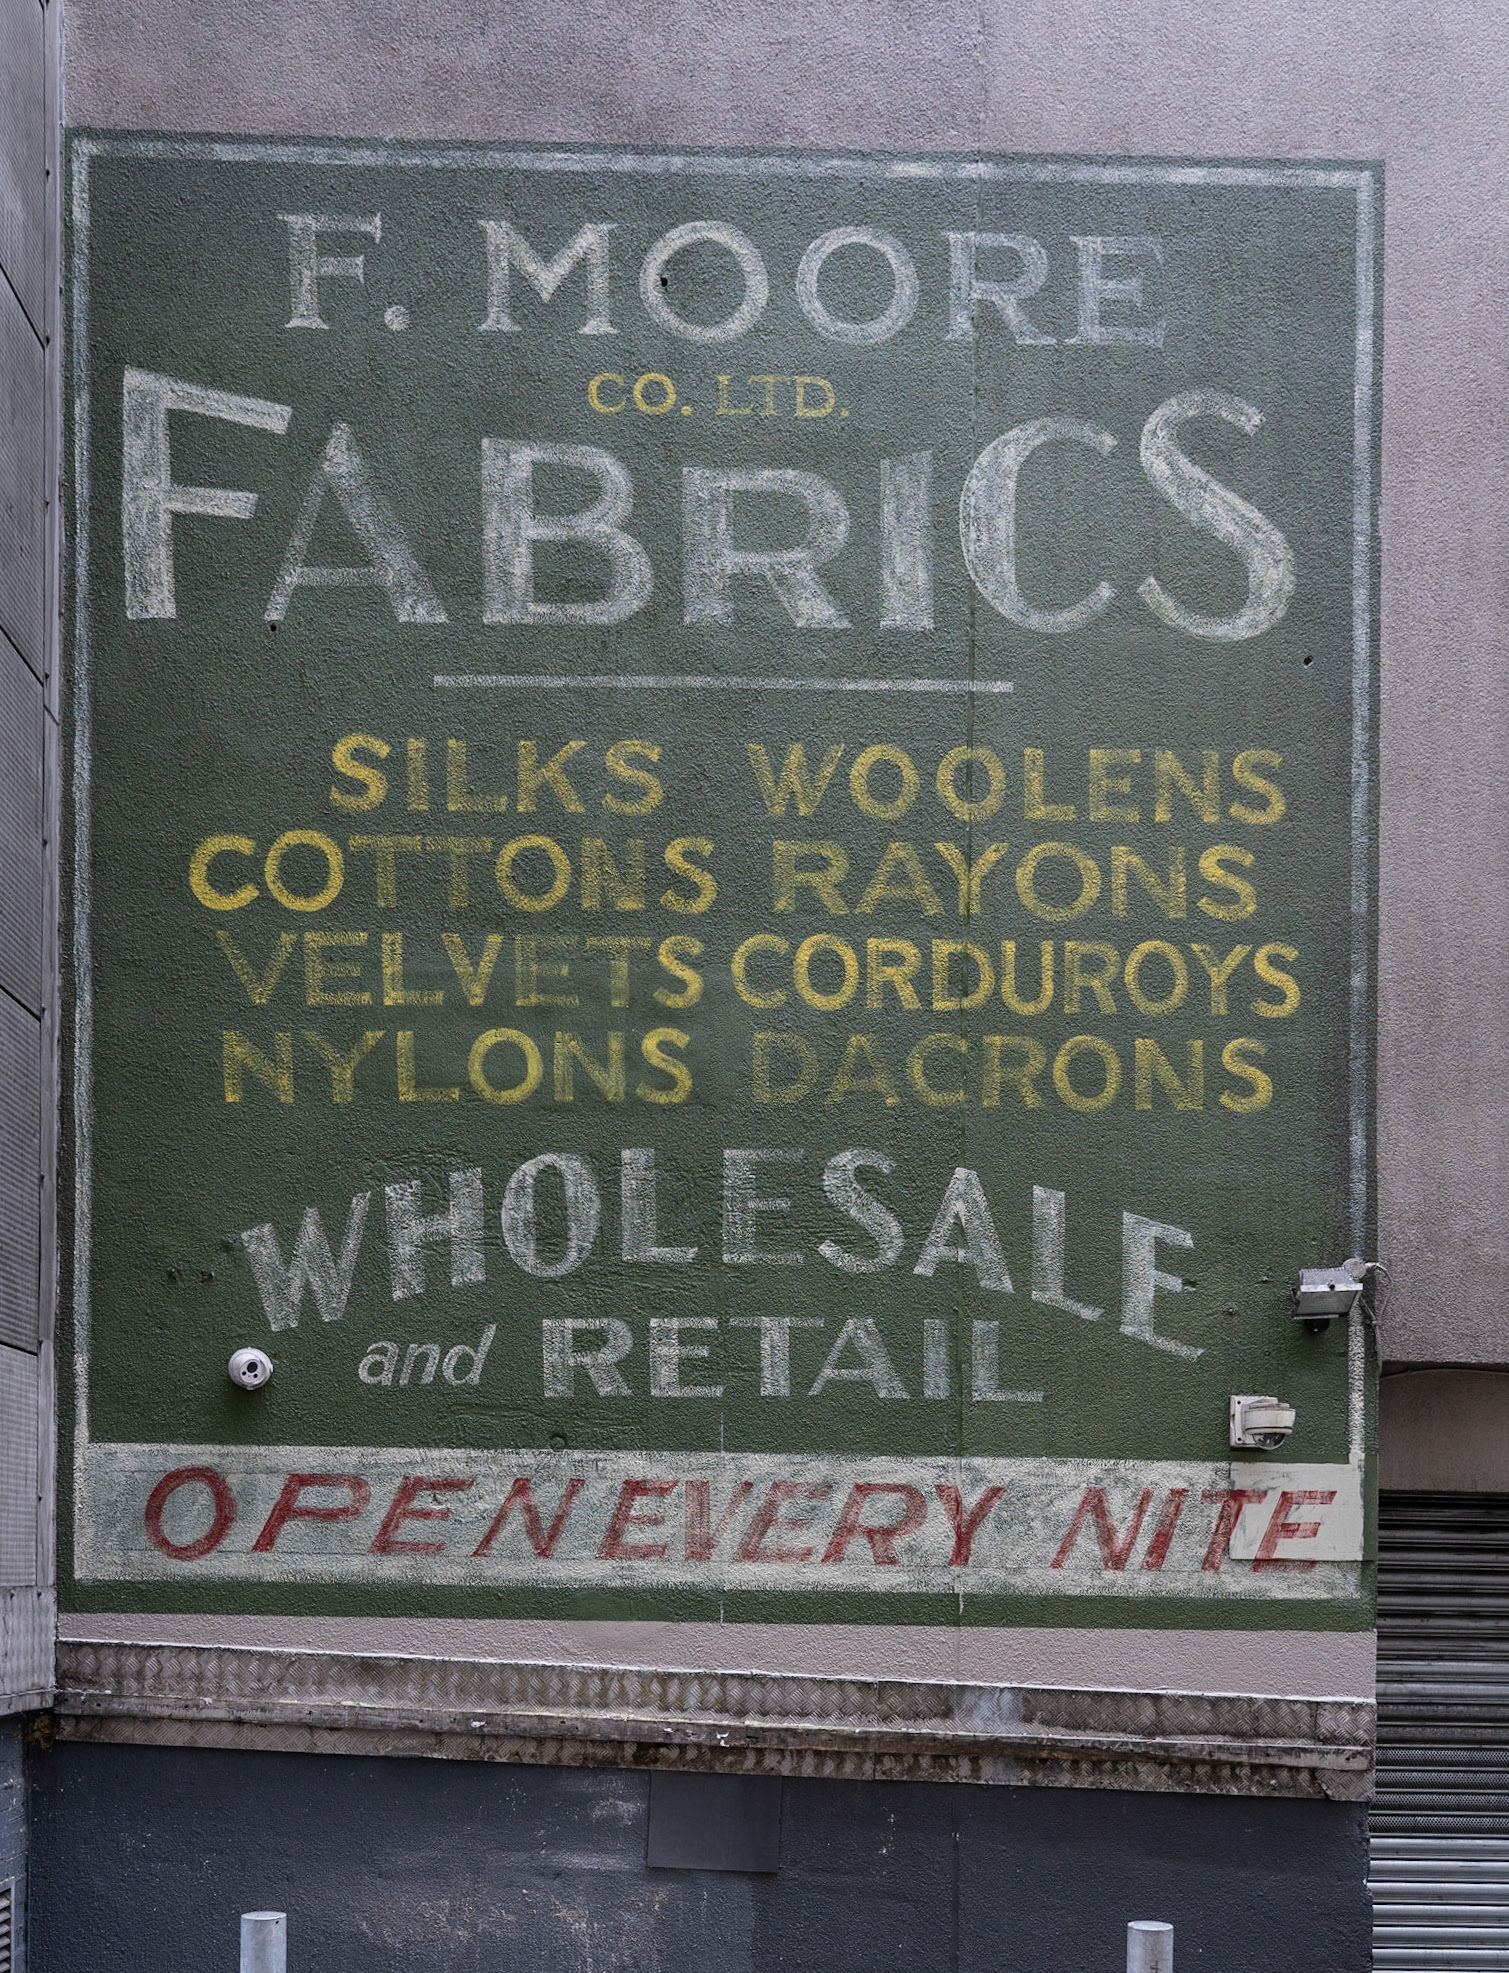 F. MOORE
CO. LTD.
FABRICS
SILKS WOOLENS
COTTONS RAYONS
VELVETS CORDUROYS
NYLONS DACRONS
WHOLESALE
and RETAIL
OPEN EVERY NITE